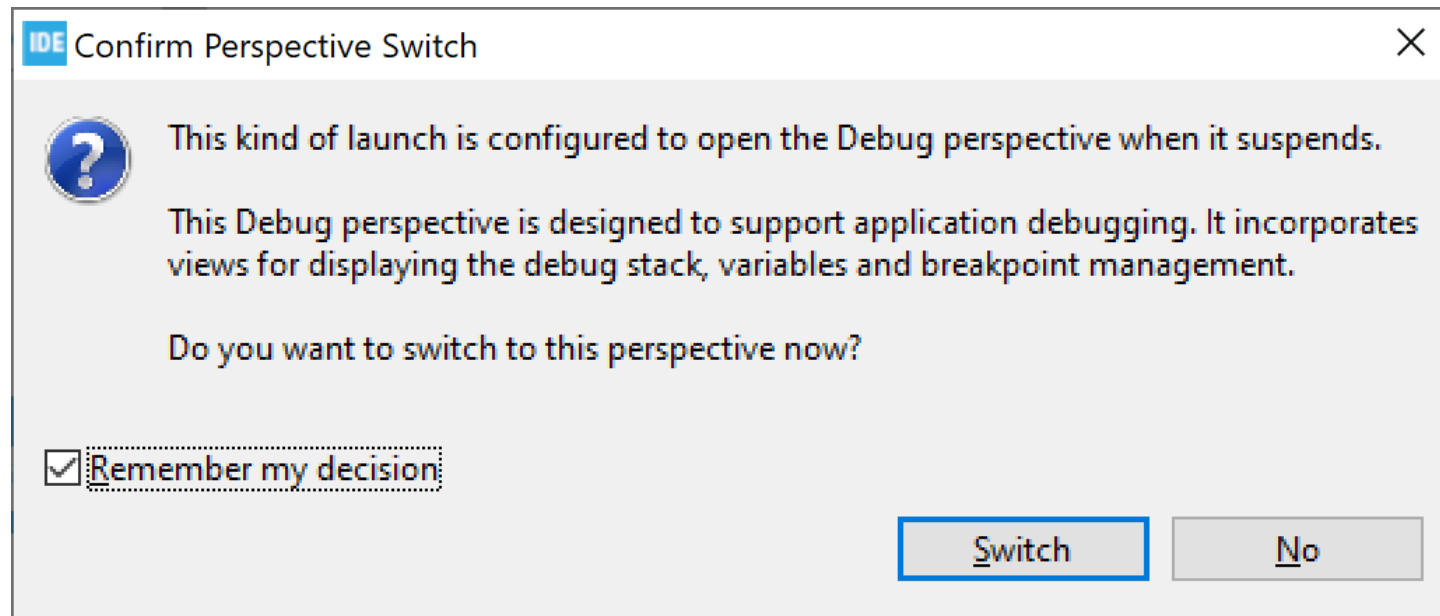 IDE Confirm Perspective Switch
This kind of launch is configured to open the Debug perspective when it suspends.
This Debug perspective is designed to support application debugging. It incorporates
views for displaying the debug stack, variables and breakpoint management.
Do you want to switch to this perspective now?
Remember my decision
Switch No